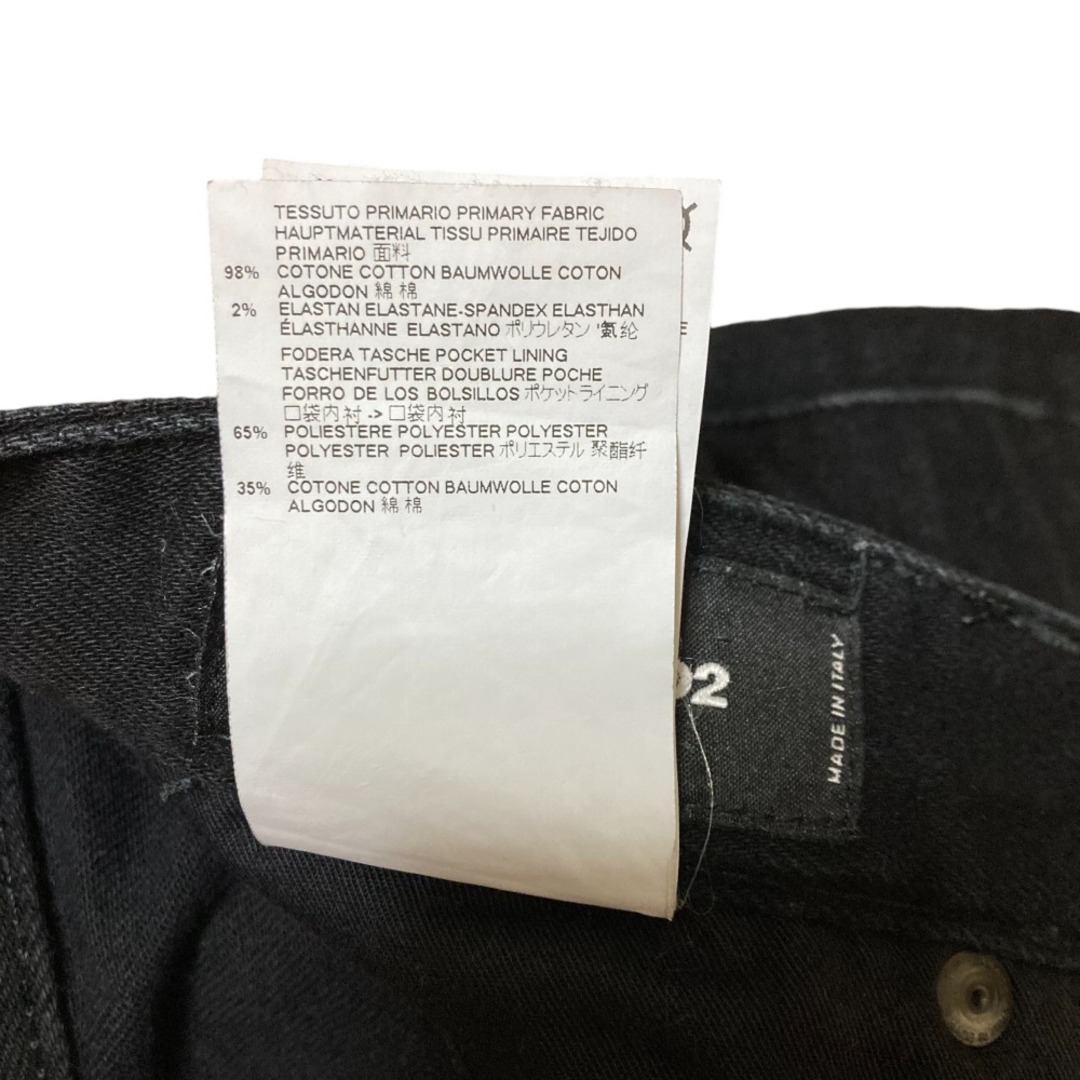 TESSUTO PRIMARIO PRIMARY FABRIC
HAUPTMATERIAL TISSU PRIMAIRE TEJIDO
PRIMARIO 面料
98% COTONE COTTON BAUMWOLLE COTON
ALGODON 綿 棉
2% ELASTAN ELASTANE-SPANDEX ELASTHAN
ÉLASTHANNE ELASTANO ポリウレタン '氨纶
FODERA TASCHE POCKET LINING
TASCHENFUTTER DOUBLURE POCHE
FORRO DE LOS BOLSILLOS ポケットライニング
口袋内衬 -> 口袋内衬
65% POLIESTERE POLYESTER POLYESTER
POLYESTER POLIESTER ポリエステル 聚酯纤
维
35% COTONE COTTON BAUMWOLLE COTON
ALGODON 綿 棉
E
2
MADE IN ITALY